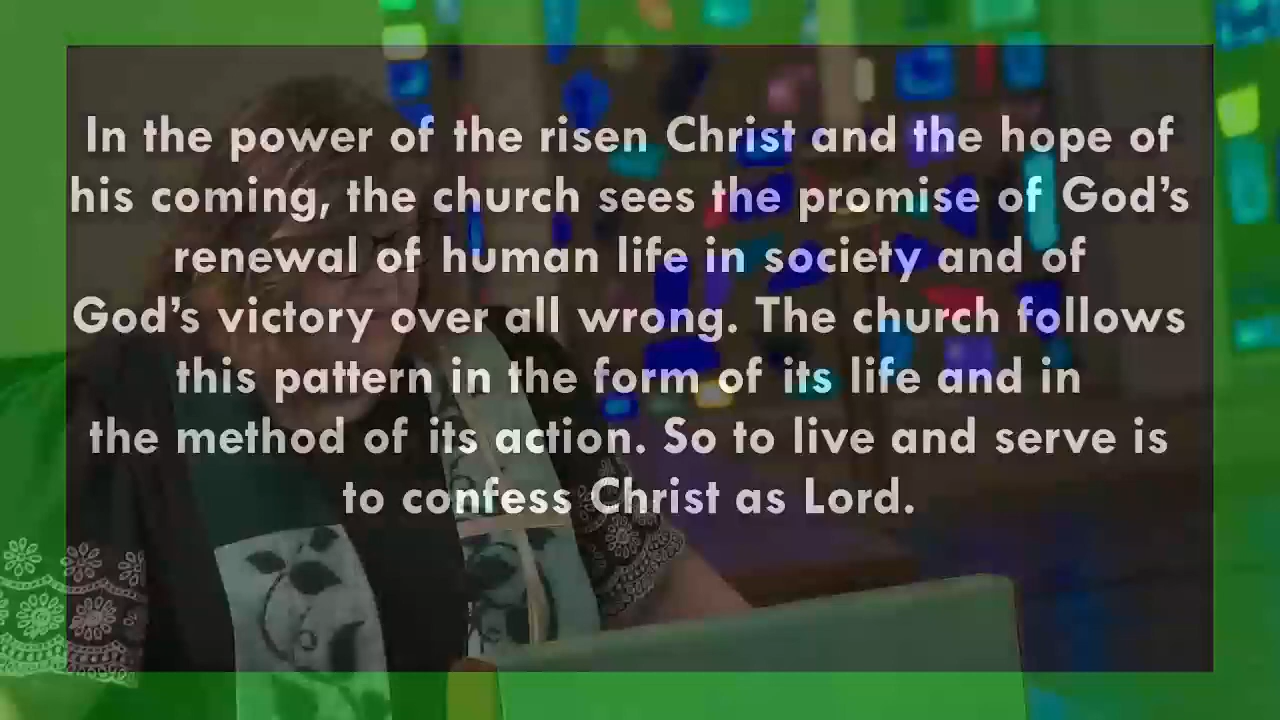 In the power of the risen Christ and the hope of
his coming, the church sees the promise of God’s
renewal of human life in society and of
God’s victory over all wrong. The church follows
this pattern in the form of its life and in
the method of its action. So to live and serve is
to confess Christ as Lord.